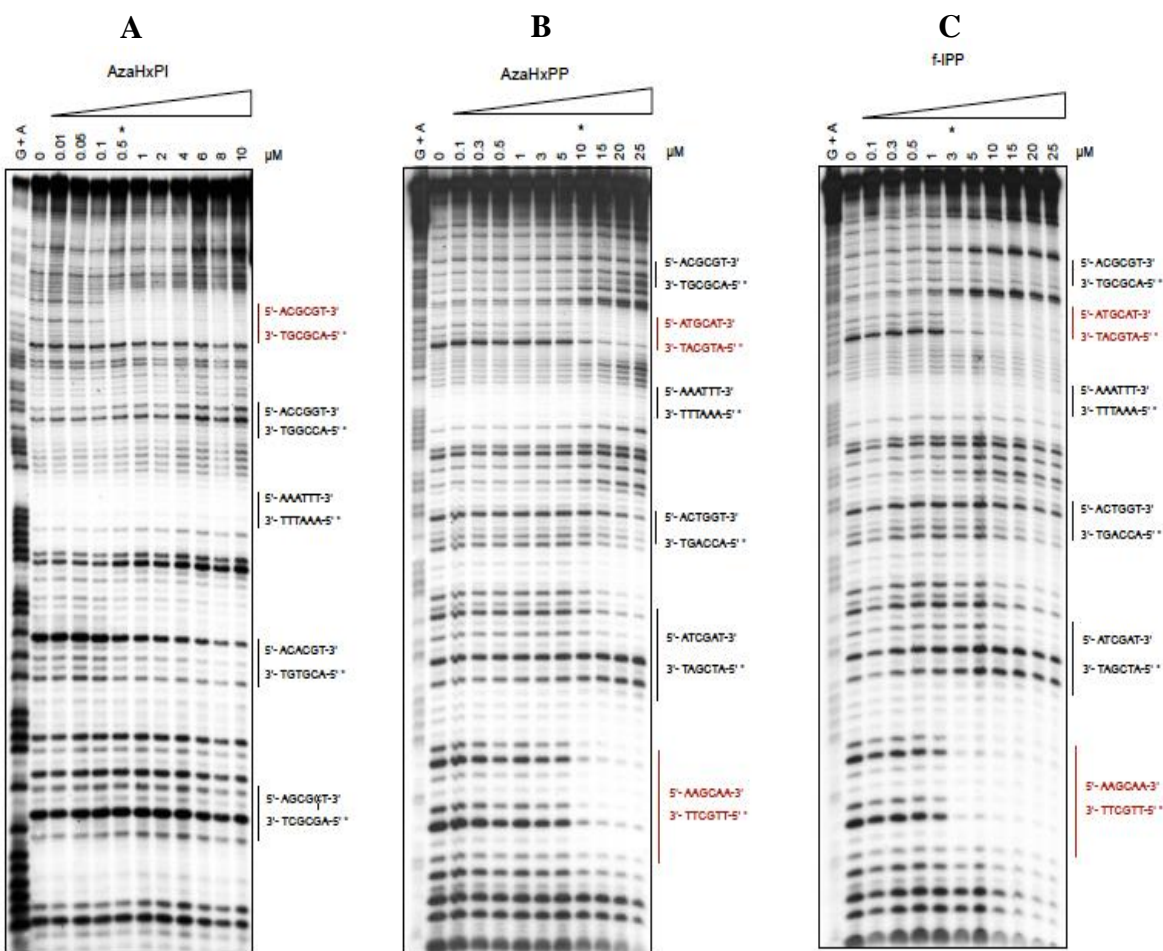 A
B
C
AzaHxPI
AzaHxPP
f-IPP
G + A
0
0.01
0.05
0.1
0.5 *
1
2
4
6
8
10
µM
G + A
0
0.1
0.3
0.5
1
3
5
10 *
15
20
25
µM
G + A
0
0.1
0.3
0.5
1
3 *
5
10
15
20
25
µM
5'- ACGCGT-3'
3'- TGCGCA-5' *
5'- ACCGGT-3'
3'- TGGCCA-5' *
5'- AAATTT-3'
3'- TTTAAA-5' *
5'- ACACGT-3'
3'- TGTGCA-5' *
5'- AGCGCT-3'
3'- TCGCGA-5' *
5'- ACGCGT-3'
3'- TGCGCA-5' *
5'- ATGCAT-3'
3'- TACGTA-5' *
5'- AAATTT-3'
3'- TTTAAA-5' *
5'- ACTGGT-3'
3'- TGACCA-5' *
5'- ATCGAT-3'
3'- TAGCTA-5' *
5'- AAGCAA-3'
3'- TTCGTT-5' *
5'- ACGCGT-3'
3'- TGCGCA-5' *
5'- ATGCAT-3'
3'- TACGTA-5' *
5'- AAATTT-3'
3'- TTTAAA-5' *
5'- ACTGGT-3'
3'- TGACCA-5' *
5'- ATCGAT-3'
3'- TAGCTA-5' *
5'- AAGCAA-3'
3'- TTCGTT-5' *